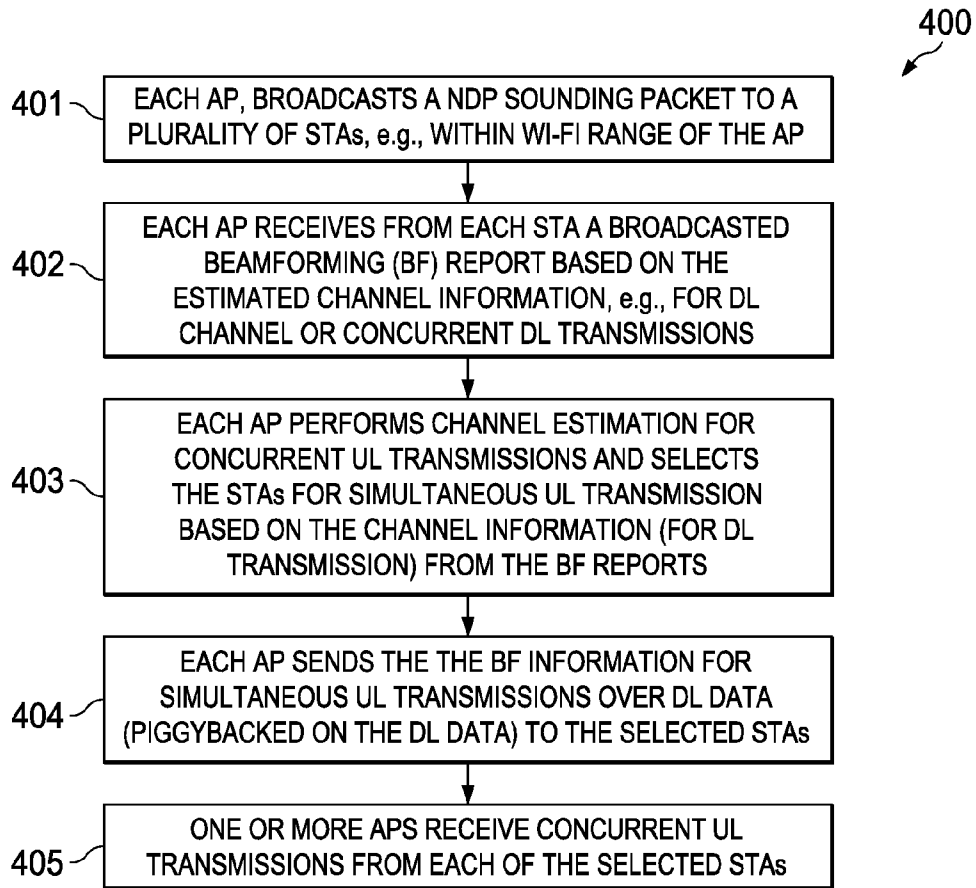 400
401
EACH AP, BROADCASTS A NDP SOUNDING PACKET TO A
PLURALITY OF STAs, e.g., WITHIN WI-FI RANGE OF THE AP
402
EACH AP RECEIVES FROM EACH STA A BROADCASTED
BEAMFORMING (BF) REPORT BASED ON THE
ESTIMATED CHANNEL INFORMATION, e.g., FOR DL
CHANNEL OR CONCURRENT DL TRANSMISSIONS
403
EACH AP PERFORMS CHANNEL ESTIMATION FOR
CONCURRENT UL TRANSMISSIONS AND SELECTS
THE STAs FOR SIMULTANEOUS UL TRANSMISSION
BASED ON THE CHANNEL INFORMATION (FOR DL
TRANSMISSION) FROM THE BF REPORTS
404
EACH AP SENDS THE THE BF INFORMATION FOR
SIMULTANEOUS UL TRANSMISSIONS OVER DL DATA
(PIGGYBACKED ON THE DL DATA) TO THE SELECTED STAs
405
ONE OR MORE APS RECEIVE CONCURRENT UL
TRANSMISSIONS FROM EACH OF THE SELECTED STAs